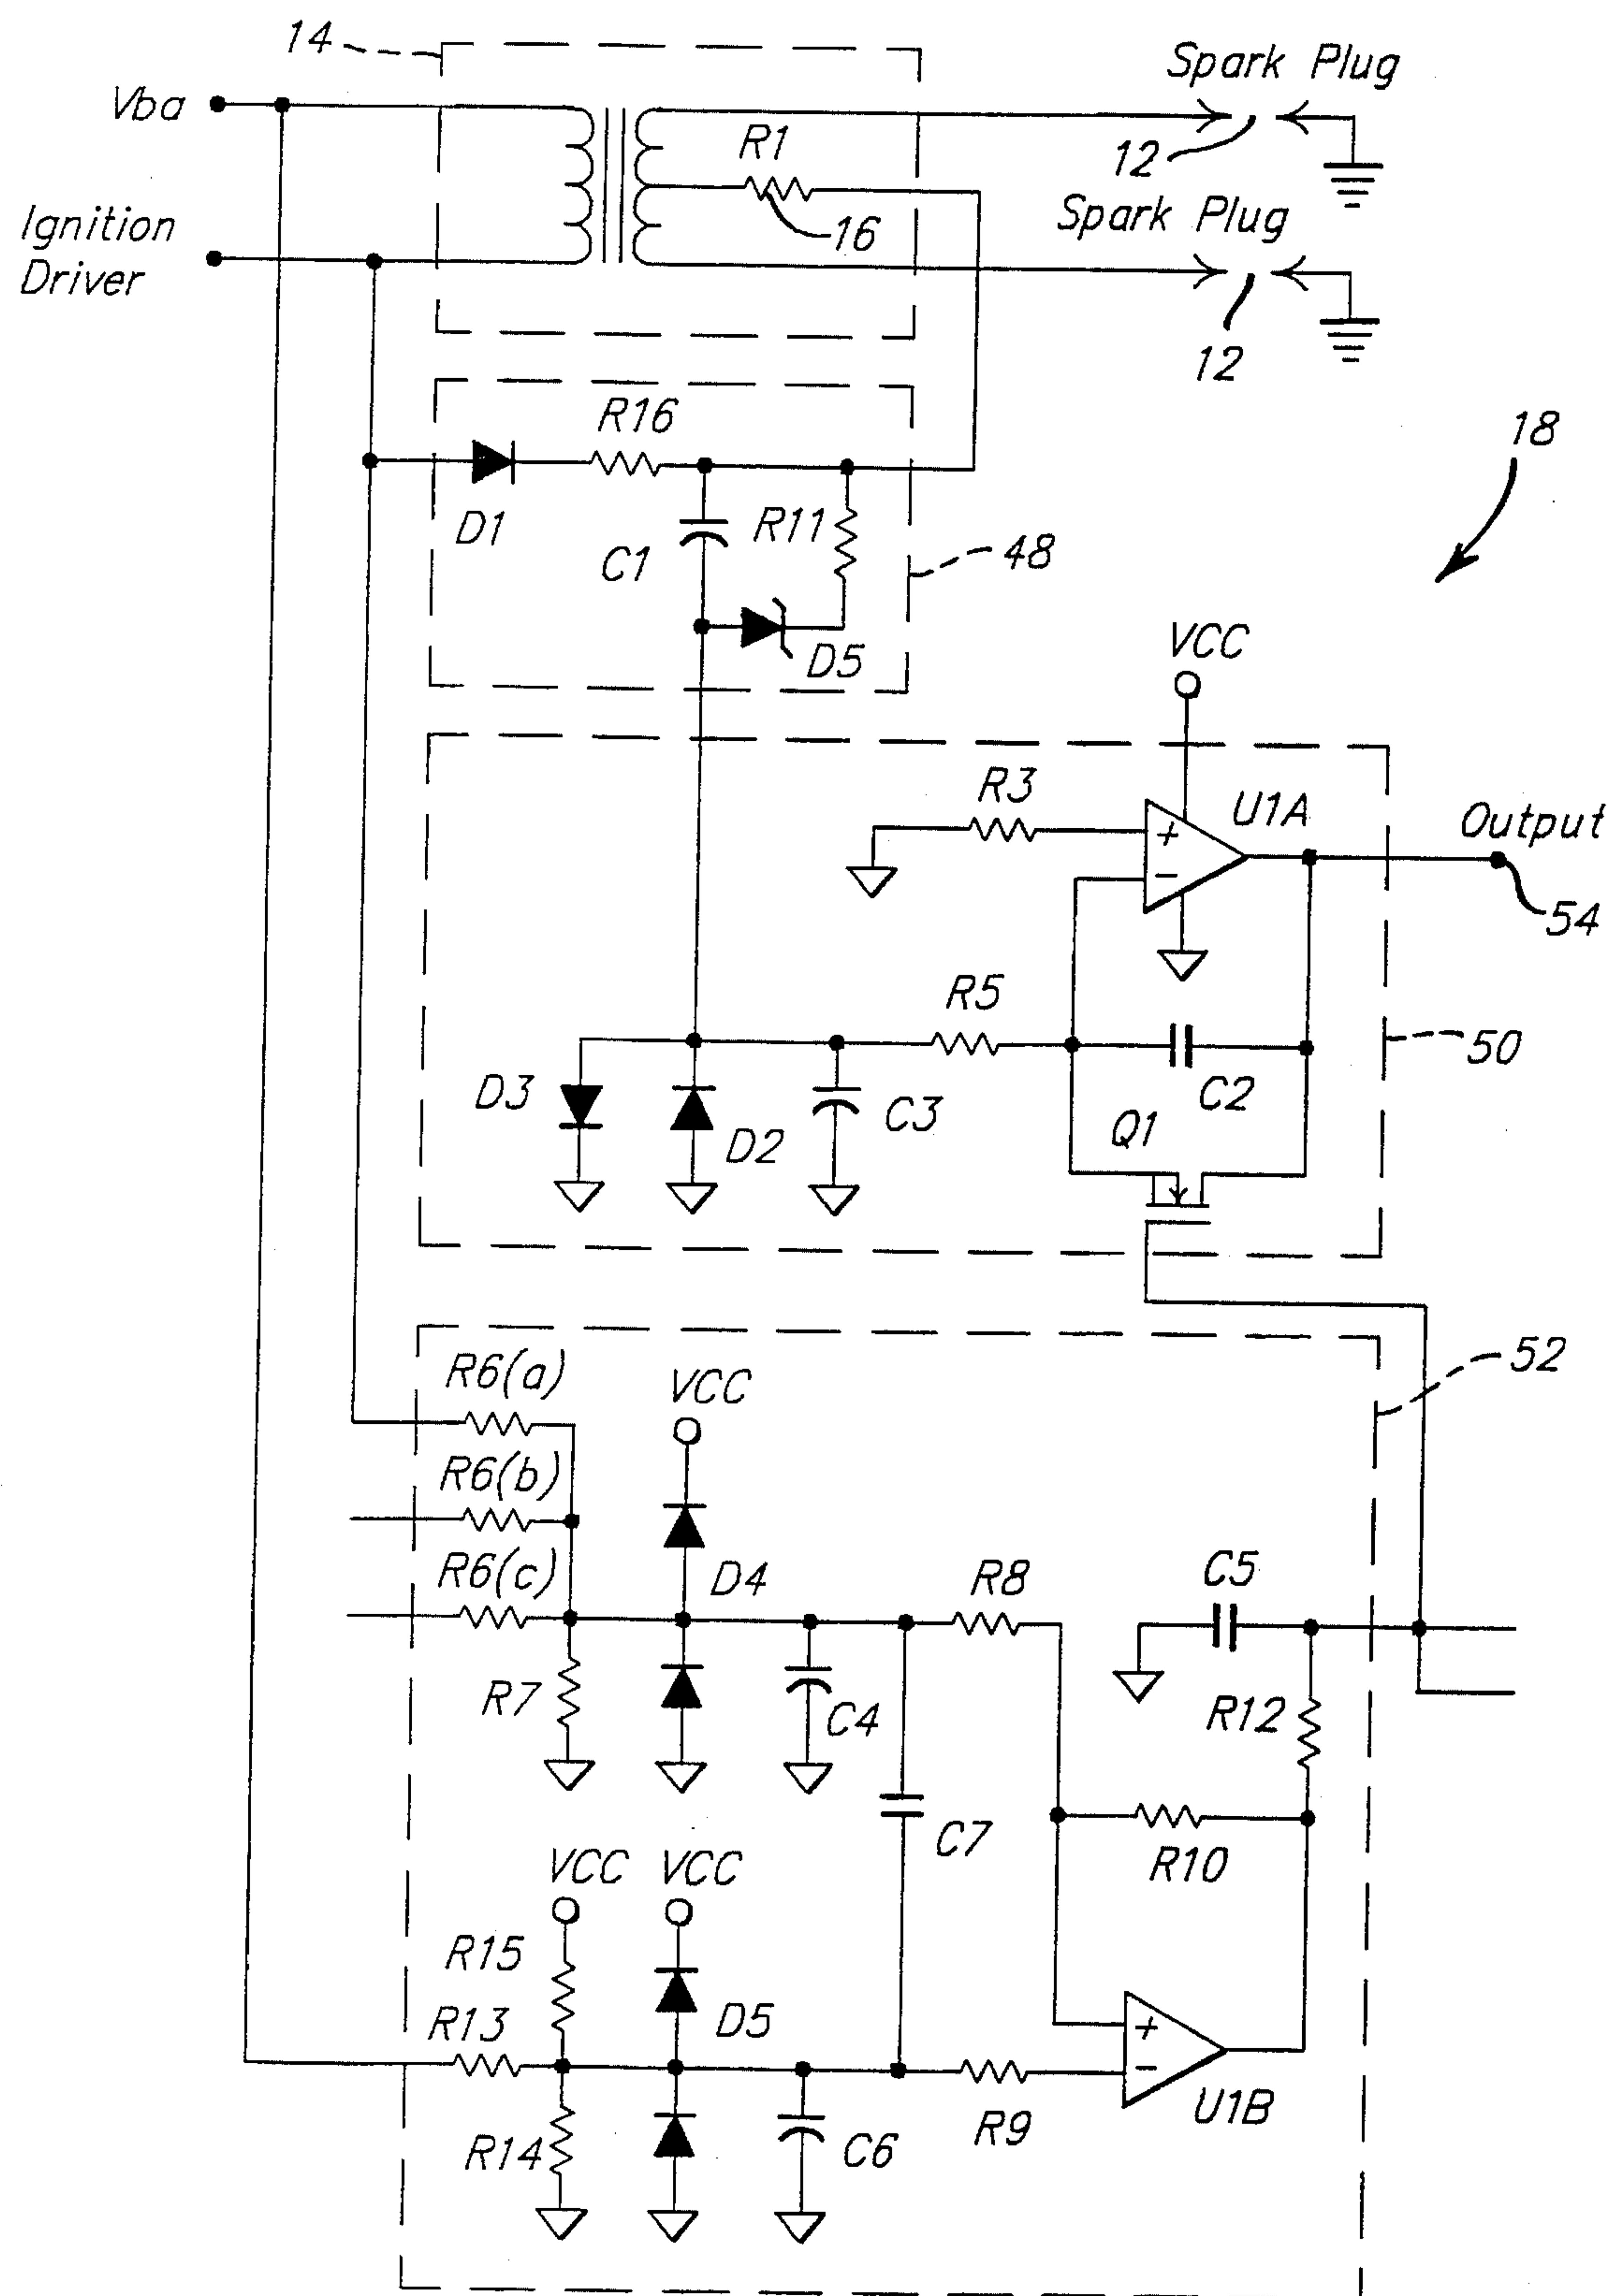 14
Spark Plug
Vba
R1
12
16
Ignition
Driver
Spark Plug
12
18
R16
D1
C1
R11
48
D5
VCC
R3
U1A
Output
54
R5
50
D3
D2
C3
C2
Q1
52
R6(a)
VCC
R6(b)
R6(c)
D4
R8
C5
R7
C4
R12
C7
R10
VCC
VCC
R15
R13
D5
R14
C6
R9
U1B
+
-
+
-